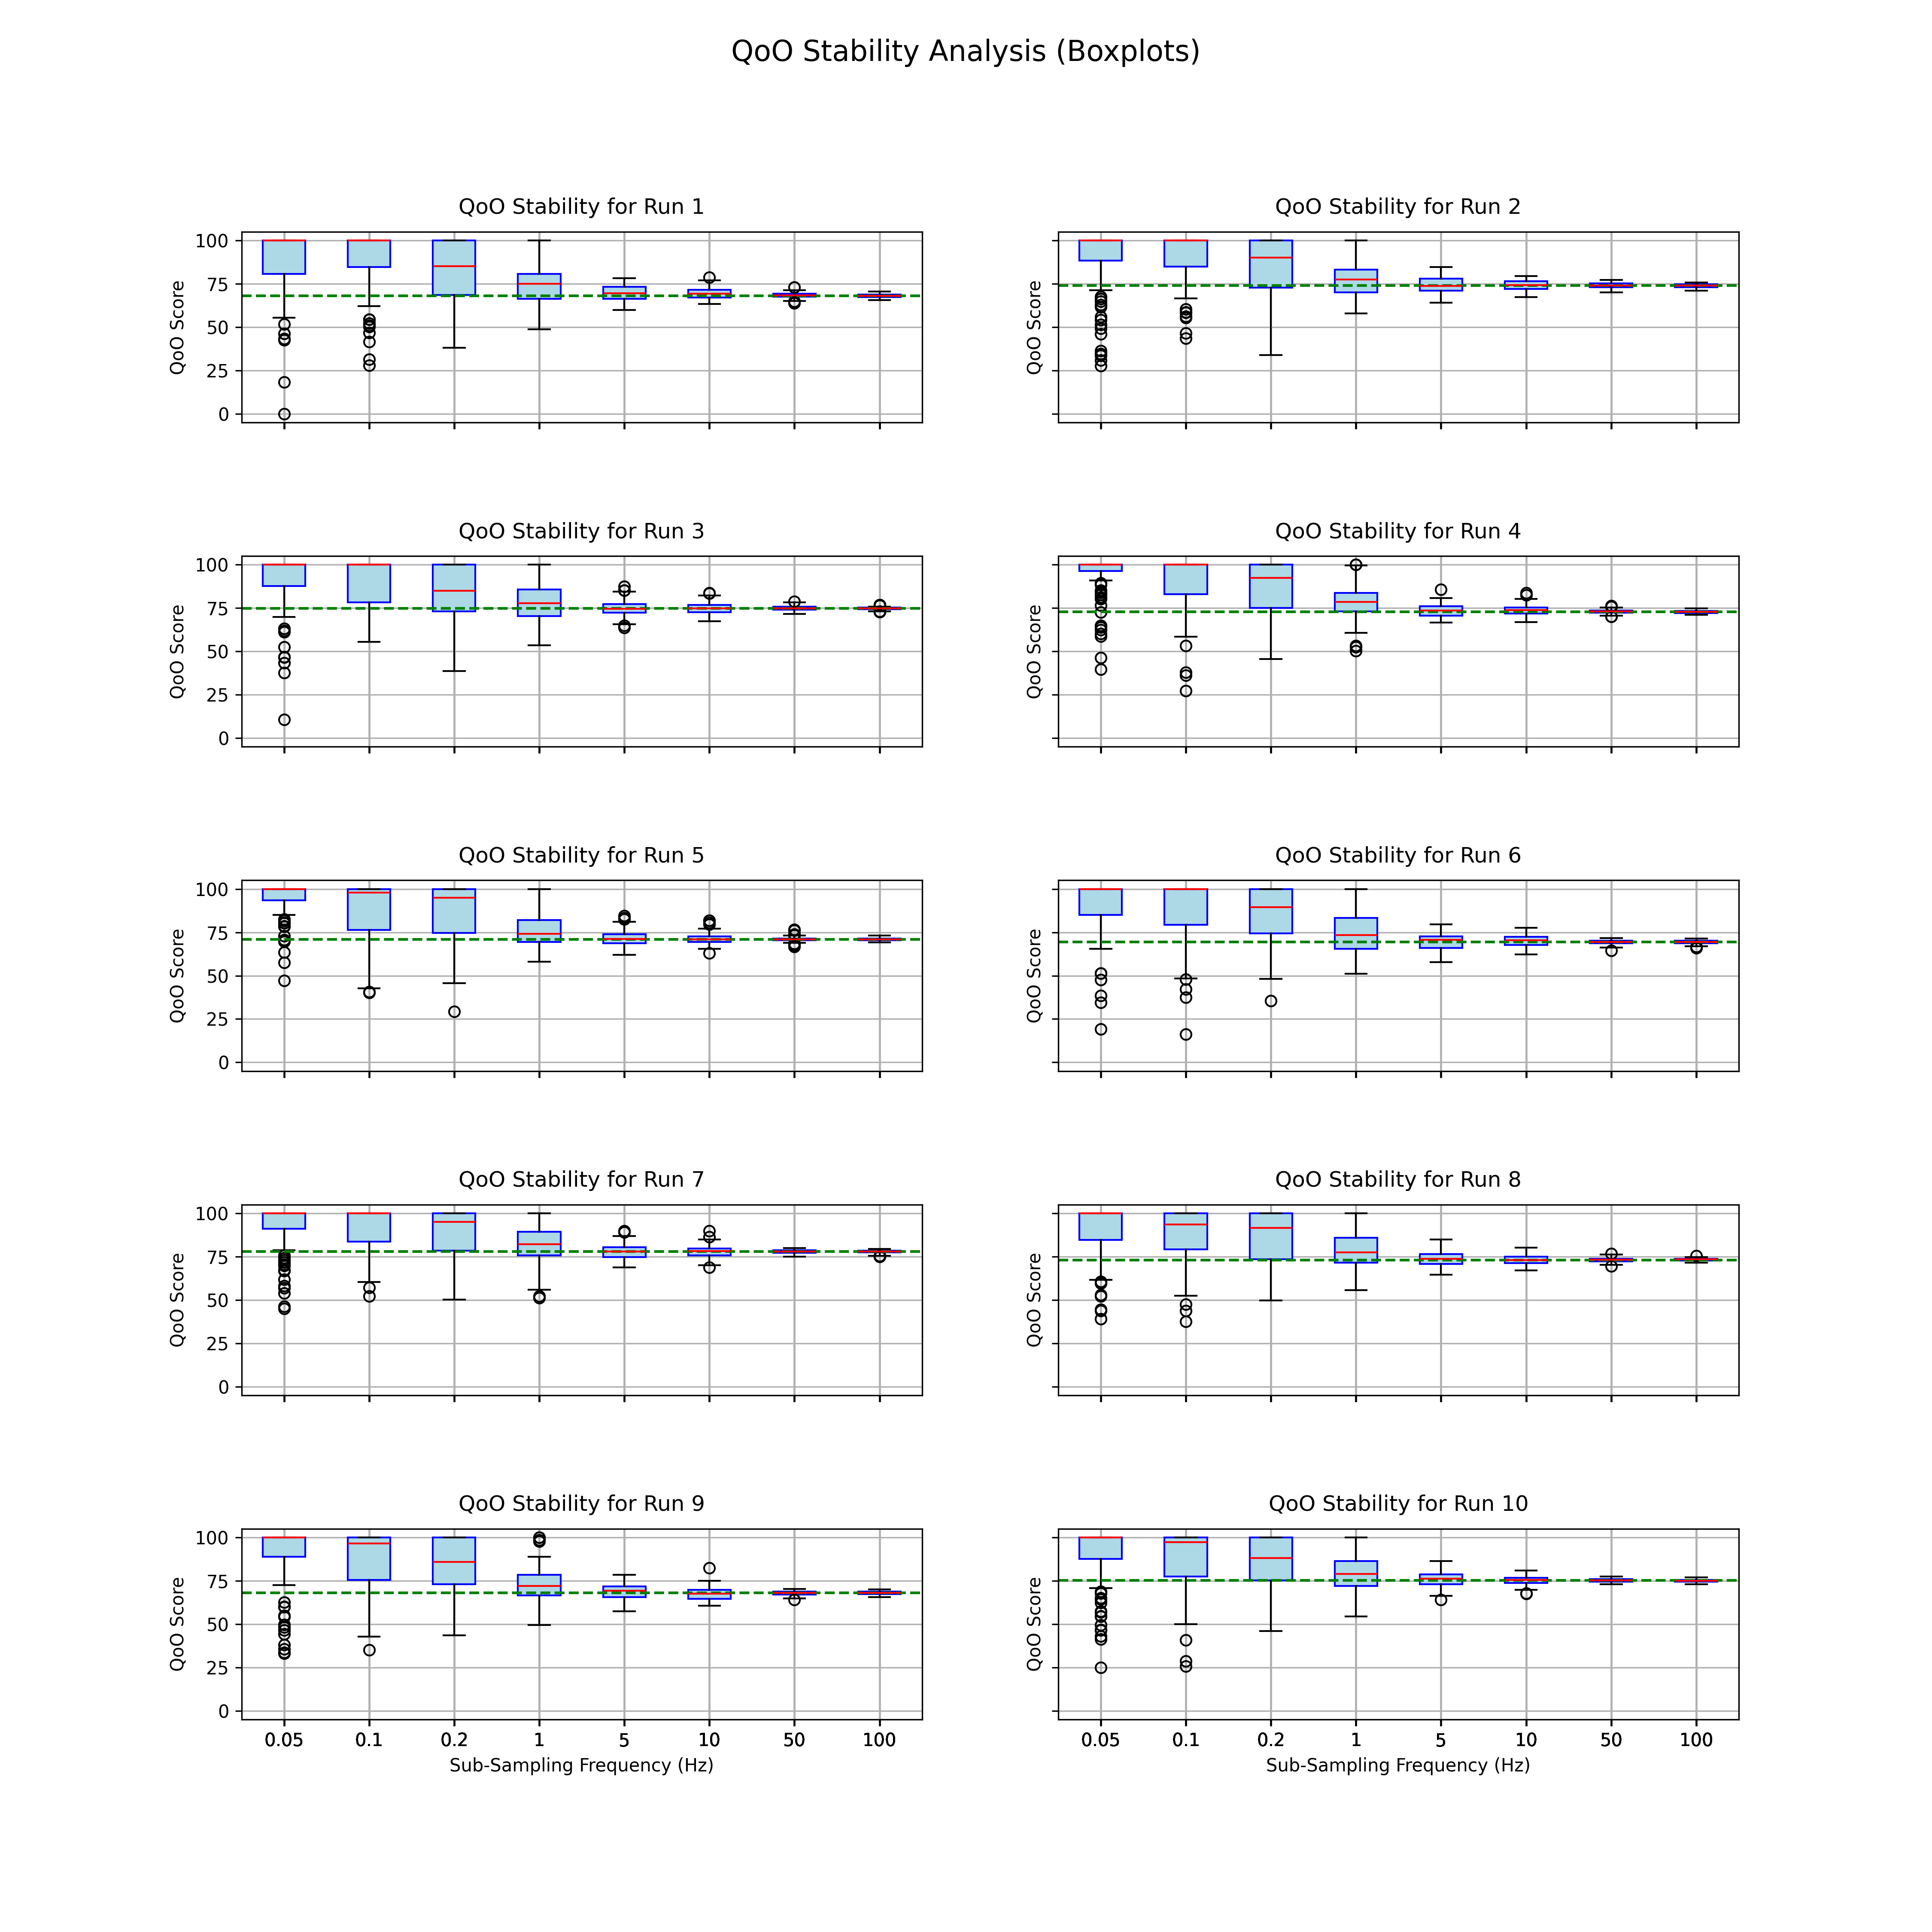 QoO Stability Analysis (Boxplots)
QoO Stability for Run 1
QoO Score
100
75
50
25
0
QoO Stability for Run 2
QoO Score
QoO Stability for Run 3
QoO Score
100
75
50
25
0
QoO Stability for Run 4
QoO Score
QoO Stability for Run 5
QoO Score
100
75
50
25
0
QoO Stability for Run 6
QoO Score
QoO Stability for Run 7
QoO Score
100
75
50
25
0
QoO Stability for Run 8
QoO Score
QoO Stability for Run 9
QoO Score
100
75
50
25
0
0.05 0.1 0.2 1 5 10 50 100
Sub-Sampling Frequency (Hz)
QoO Stability for Run 10
QoO Score
0.05 0.1 0.2 1 5 10 50 100
Sub-Sampling Frequency (Hz)